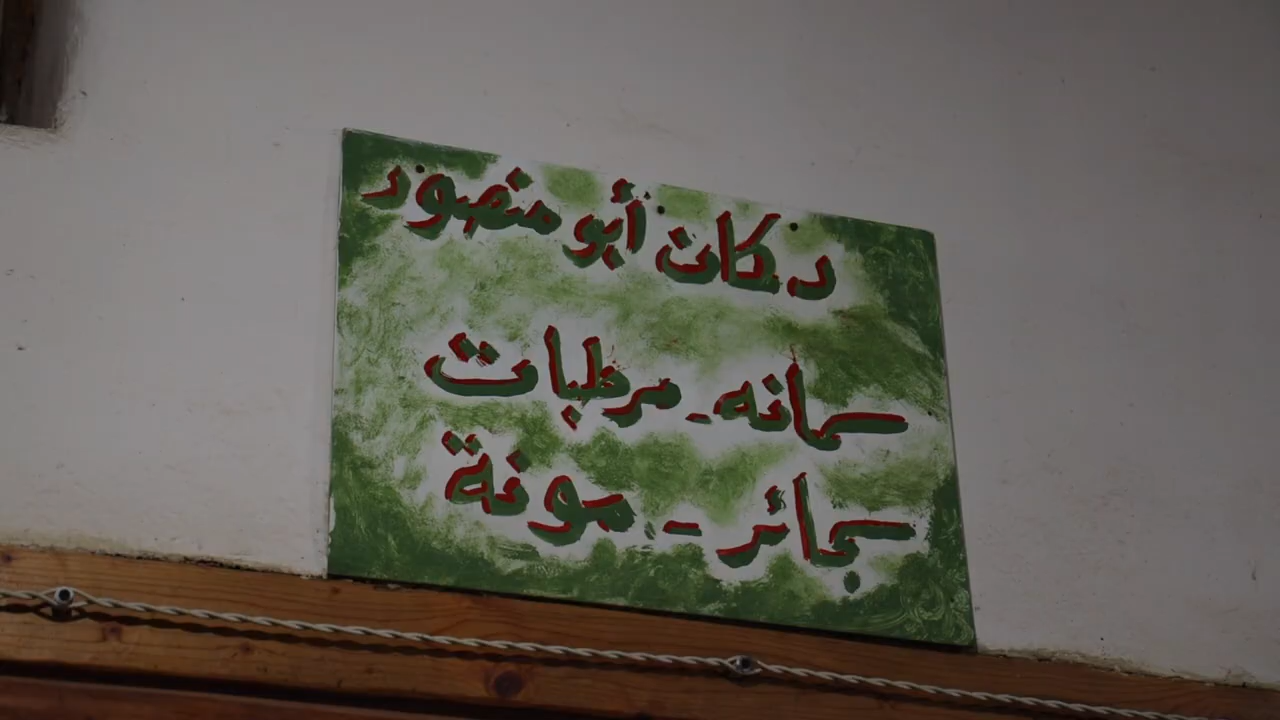 دكان أبو منصور
سمانه - مرطبات
سجائر - مونة